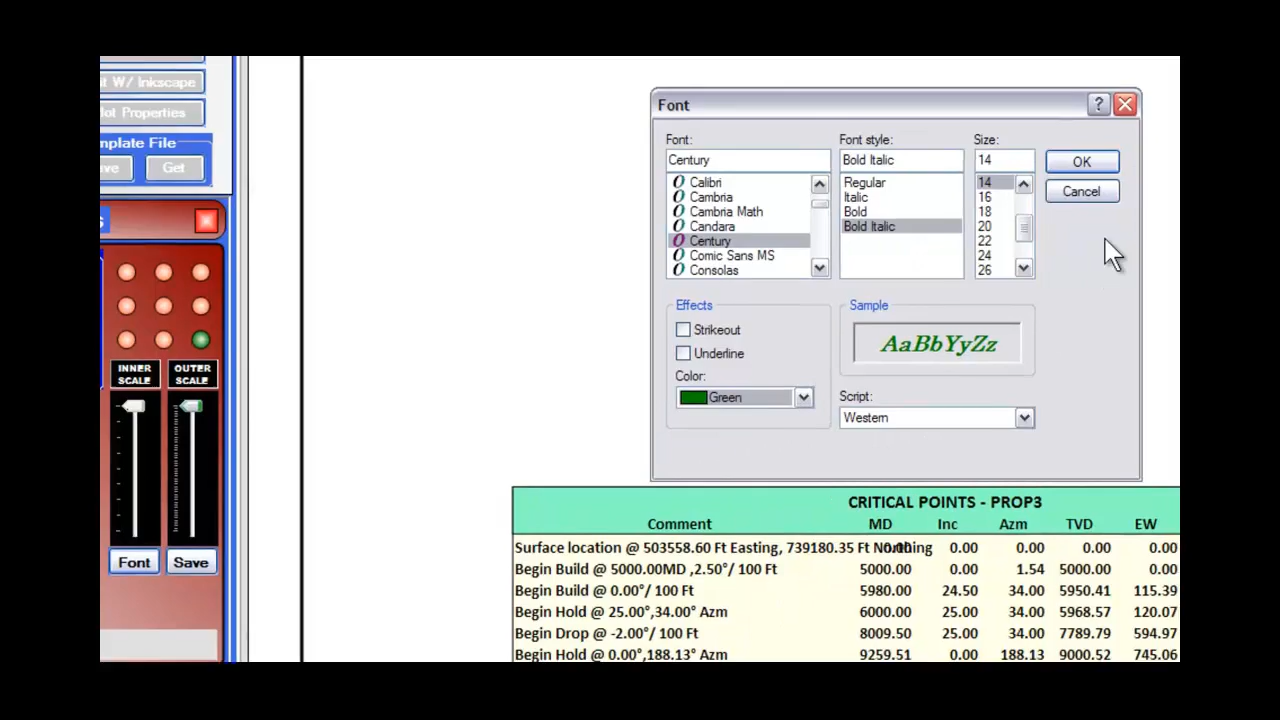 it W/ Inkscape
lot Properties
mplate File
ve
Get
S
INNER SCALE
OUTER SCALE
Font
Save
Font
?
Font:
Font style:
Size:
Century
Bold Italic
14
OK
Cancel
Calibri
Cambria
Cambria Math
Candara
Century
Comic Sans MS
Consolas
Regular
Italic
Bold
Bold Italic
14
16
18
20
22
24
26
Effects
Strikeout
Underline
Color:
Green
Sample
AaBbYyZz
Script:
Western
CRITICAL POINTS - PROP3
Comment MD Inc Azm TVD EW
Surface location @ 503558.60 Ft Easting, 739180.35 Ft Northing 0.00 0.00 0.00 0.00 0.00
Begin Build @ 5000.00MD ,2.50°/ 100 Ft 5000.00 0.00 1.54 5000.00 0.00
Begin Build @ 0.00°/ 100 Ft 5980.00 24.50 34.00 5950.41 115.39
Begin Hold @ 25.00°,34.00° Azm 6000.00 25.00 34.00 5968.57 120.07
Begin Drop @ -2.00°/ 100 Ft 8009.50 25.00 34.00 7789.79 594.97
Begin Hold @ 0.00°,188.13° Azm 9259.51 0.00 188.13 9000.52 745.06